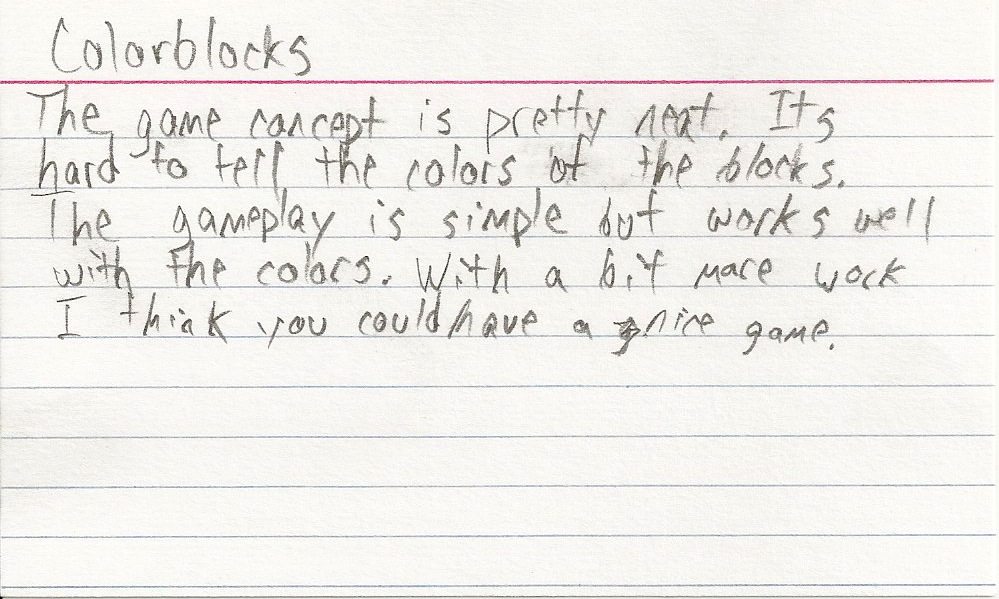 Colorblocks
The game concept is pretty neat. Its
hard to tell the colors of the blocks.
The gameplay is simple but works well
with the colors. With a bit more work
I think you could have a nice game.